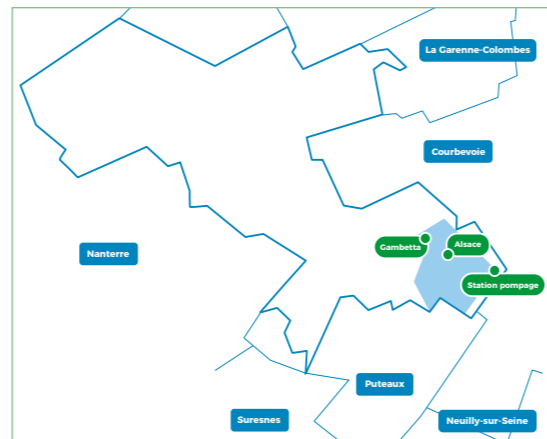 La Garenne-Colombes
Courbevoie
Gambetta
Alsace
Nanterre
Station pompage
Puteaux
Suresnes
Neuilly-sur-Seine